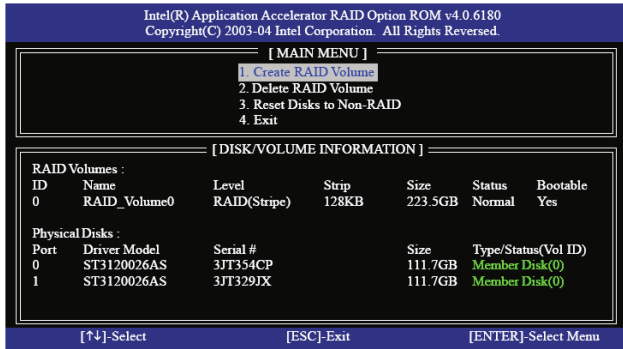 Intel(R) Application Accelerator RAID Option ROM v4.0.6180
Copyright(C) 2003-04 Intel Corporation. All Rights Reversed.
[ MAIN MENU ]
1. Create RAID Volume
2. Delete RAID Volume
3. Reset Disks to Non-RAID
4. Exit
[ DISK/VOLUME INFORMATION ]
RAID Volumes :
ID Name Level Strip Size Status Bootable
0 RAID_Volume0 RAID(Stripe) 128KB 223.5GB Normal Yes
Physical Disks :
Port Driver Model Serial # Size Type/Status(Vol ID)
0 ST3120026AS 3JT354CP 111.7GB Member Disk(0)
1 ST3120026AS 3JT329JX 111.7GB Member Disk(0)
[↑↓]-Select [ESC]-Exit [ENTER]-Select Menu